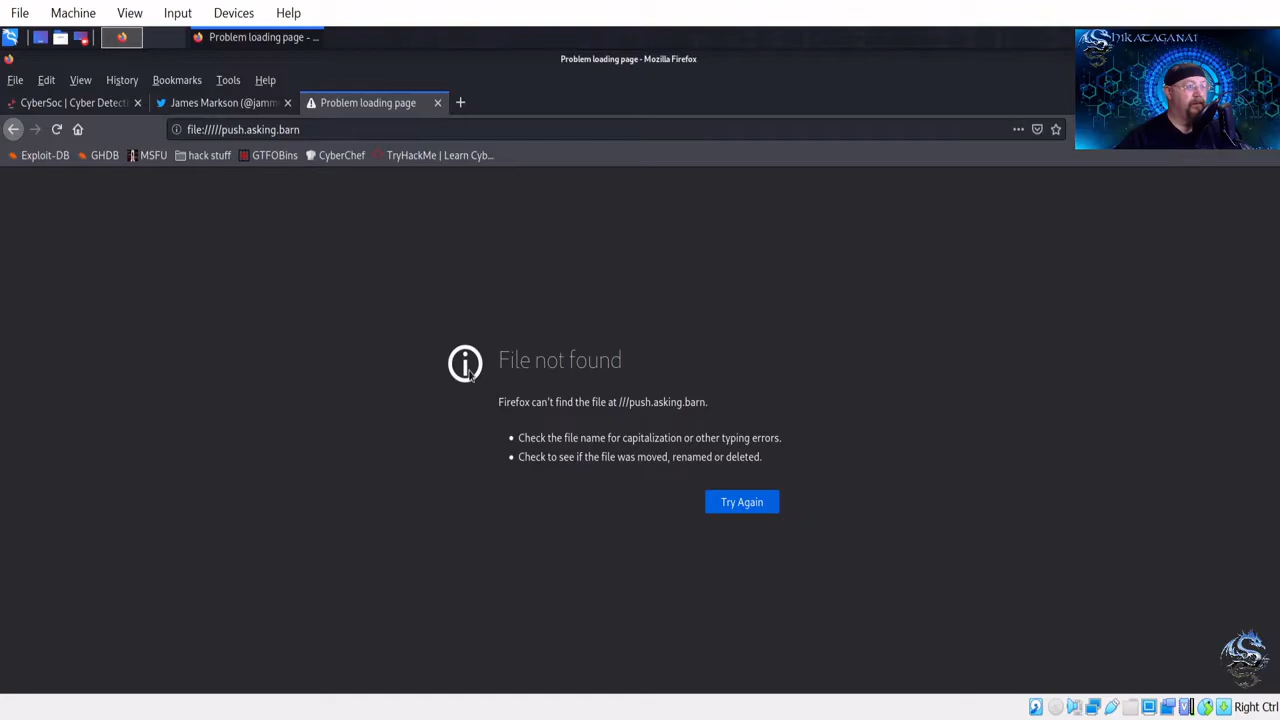 File Machine View Input Devices Help
Problem loading page - ...
Problem loading page - Mozilla Firefox
SHIKATAGANAI
File Edit View History Bookmarks Tools Help
CyberSoc | Cyber Detecti
James Markson (@jamm
Problem loading page
file://///push.asking.barn
Exploit-DB GHDB MSFU hack stuff GTFOBins CyberChef TryHackMe | Learn Cyb...
File not found
Firefox can't find the file at ///push.asking.barn.
Check the file name for capitalization or other typing errors.
Check to see if the file was moved, renamed or deleted.
Try Again
Right Ctrl